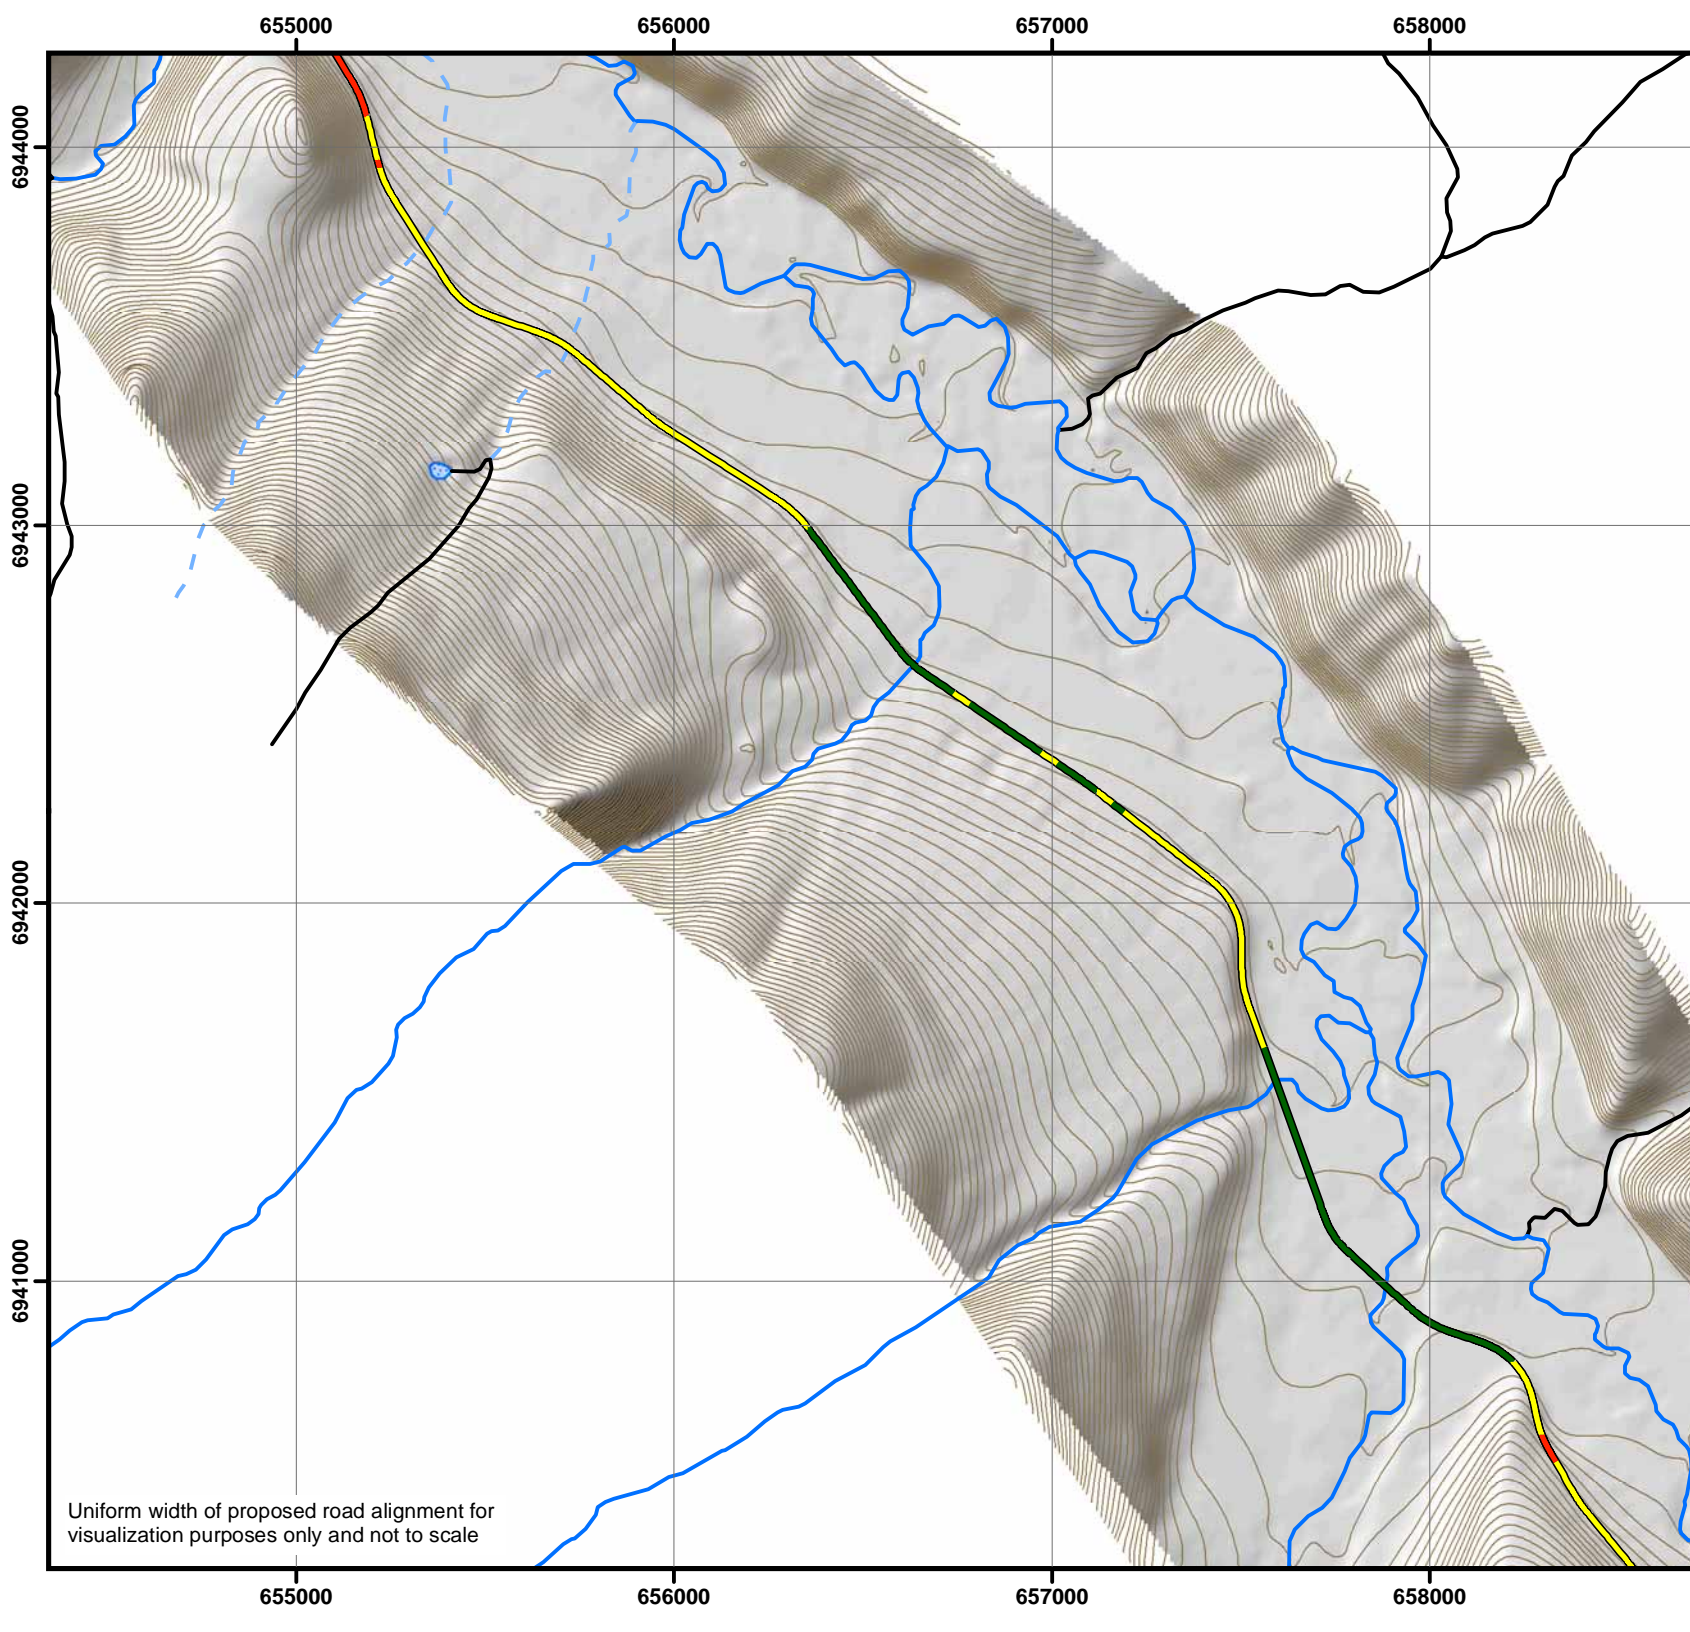 655000 656000 657000 658000
6944000
6943000
6942000
6941000
Uniform width of proposed road alignment for
visualization purposes only and not to scale
655000 656000 657000 658000